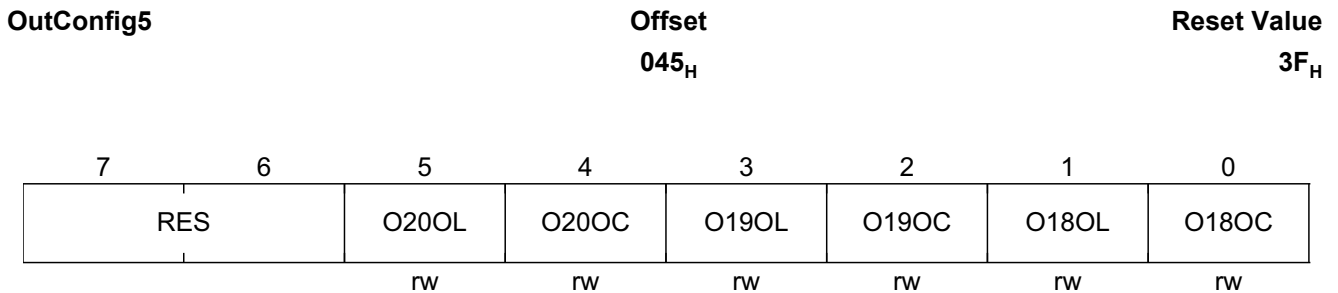 OutConfig5 Offset Reset Value
045H 3FH
7 6 5 4 3 2 1 0
RES O20OL O20OC O19OL O19OC O18OL O18OC
rw rw rw rw rw rw